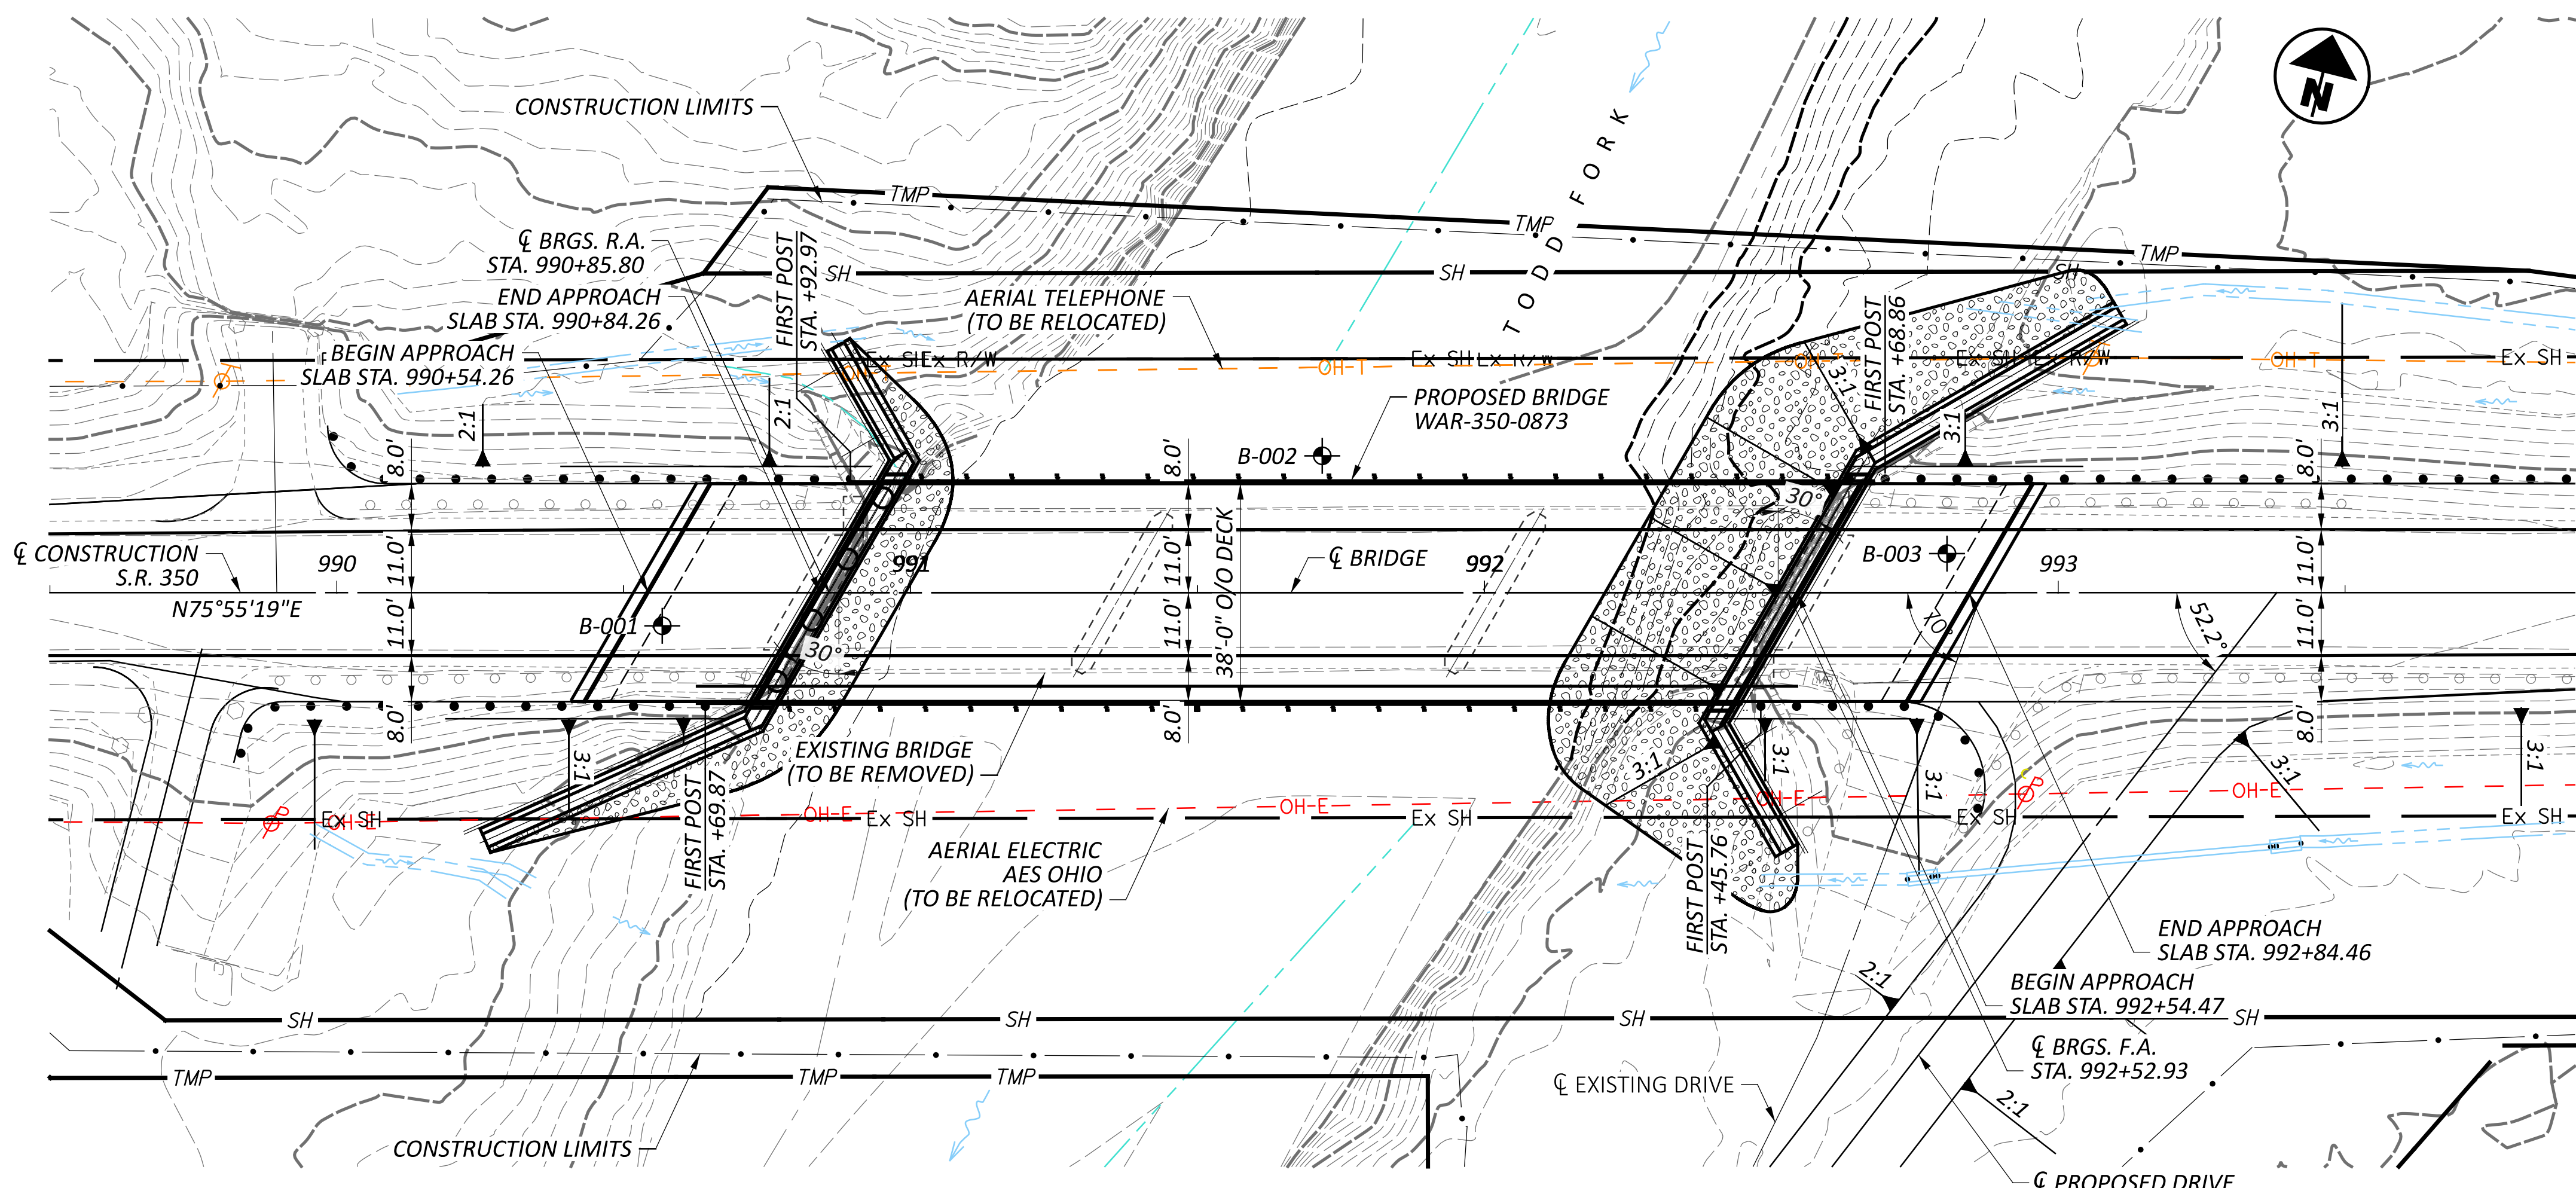 N
CONSTRUCTION LIMITS
TMP
TMP
TMP
TODD FORK
℄ BRGS. R.A.
STA. 990+85.80
FIRST POST
STA. +92.97
SH
SH
SH
END APPROACH
SLAB STA. 990+84.26
AERIAL TELEPHONE
(TO BE RELOCATED)
FIRST POST
STA. +68.86
BEGIN APPROACH
SLAB STA. 990+54.26
Ex SH
Ex R/W
Ex SH
Ex R/W
Ex SH
Ex R/W
Ex SH
OH-T
OH-T
OH-T
2:1
2:1
3:1
3:1
3:1
PROPOSED BRIDGE
WAR-350-0873
B-002
8.0'
8.0'
8.0'
30°
38'-0" O/O DECK
℄ CONSTRUCTION
S.R. 350
990
11.0'
991
11.0'
℄ BRIDGE
992
B-003
993
11.0'
N75°55'19"E
B-001
11.0'
11.0'
11.0'
70°
52.2°
30°
8.0'
8.0'
8.0'
3:1
EXISTING BRIDGE
(TO BE REMOVED)
3:1
3:1
3:1
3:1
3:1
FIRST POST
STA. +69.87
Ex SH
OH-E
OH-E
Ex SH
OH-E
Ex SH
OH-E
Ex SH
OH-E
Ex SH
AERIAL ELECTRIC
AES OHIO
(TO BE RELOCATED)
FIRST POST
STA. +45.76
END APPROACH
SLAB STA. 992+84.46
2:1
BEGIN APPROACH
SLAB STA. 992+54.47
SH
SH
SH
SH
℄ BRGS. F.A.
STA. 992+52.93
TMP
TMP
TMP
℄ EXISTING DRIVE
2:1
CONSTRUCTION LIMITS
℄ PROPOSED DRIVE